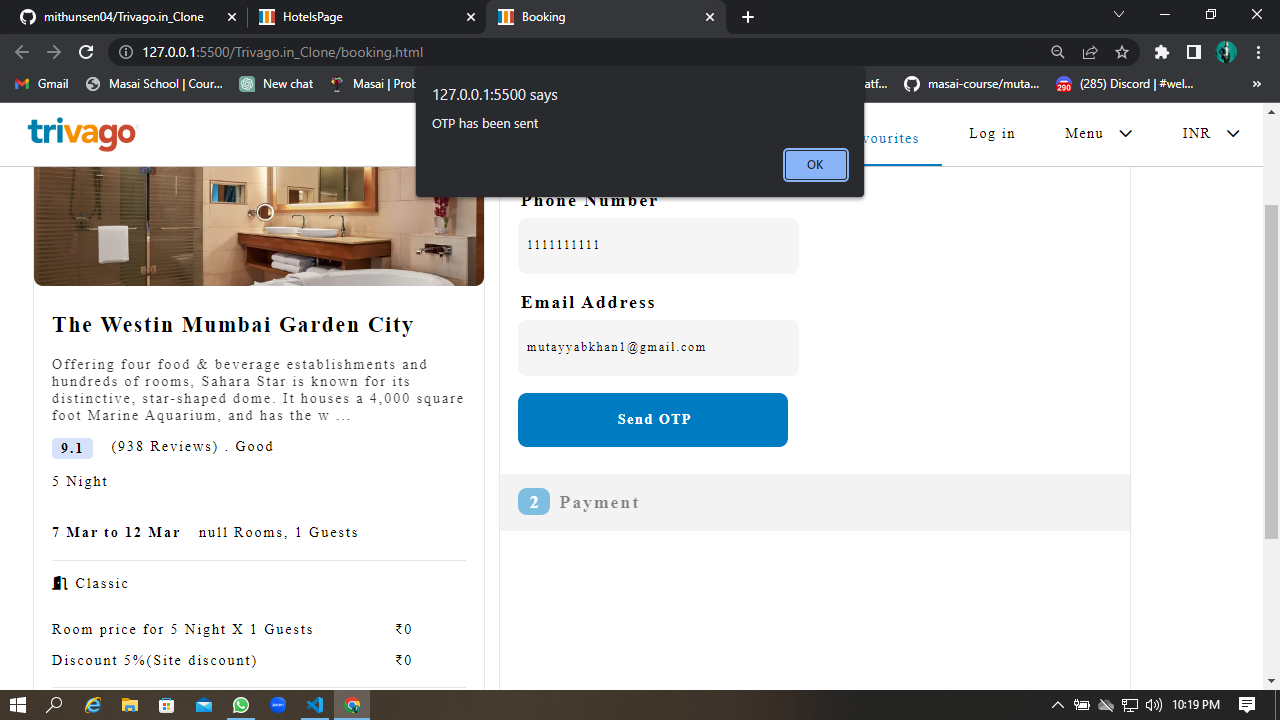 mithunsen04/Trivago.in_Clone
HotelsPage
Booking
127.0.0.1:5500/Trivago.in_Clone/booking.html
Gmail
Masai School | Cour...
New chat
Masai | Prob
atf...
masai-course/muta...
290
(285) Discord | #wel...
»
127.0.0.1:5500 says
OTP has been sent
OK
trivago
vourites
Log in
Menu
INR
Phone Number
1111111111
Email Address
mutayyabkhan1@gmail.com
Send OTP
2 Payment
The Westin Mumbai Garden City
Offering four food & beverage establishments and
hundreds of rooms, Sahara Star is known for its
distinctive, star-shaped dome. It houses a 4,000 square
foot Marine Aquarium, and has the w ...
9.1 (938 Reviews) . Good
5 Night
7 Mar to 12 Mar null Rooms, 1 Guests
Classic
Room price for 5 Night X 1 Guests ₹0
Discount 5%(Site discount) ₹0
zoom
10:19 PM